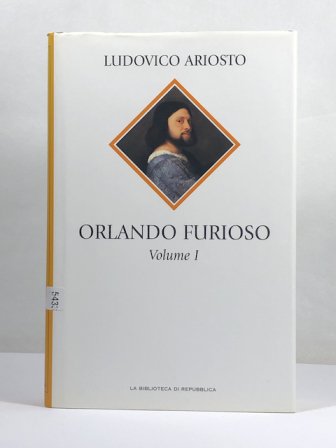 LUDOVICO ARIOSTO
ORLANDO FURIOSO
Volume I
LA BIBLIOTECA DI REPUBBLICA